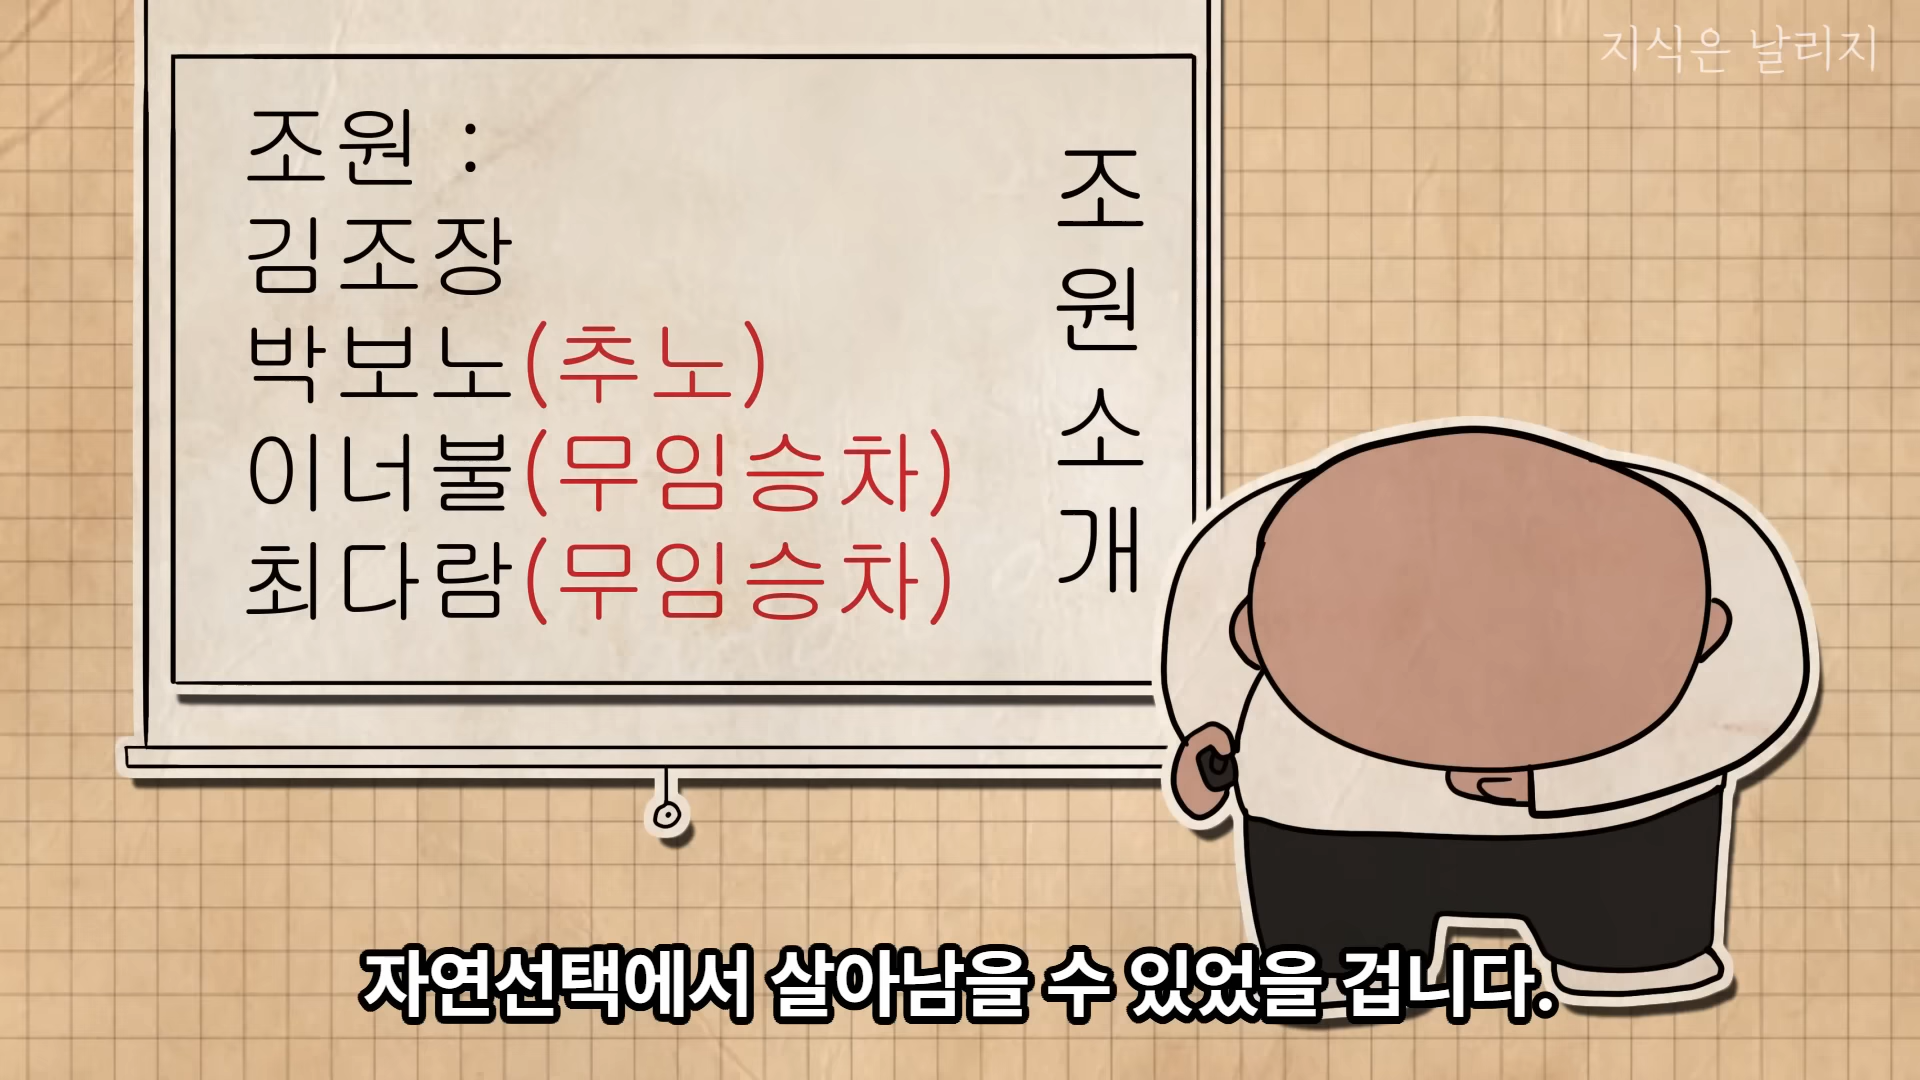 지식은 날리지
조원 :
김조장
박보노(추노)
이너불(무임승차)
최다람(무임승차)
조원소개
자연선택에서 살아남을 수 있었을 겁니다.